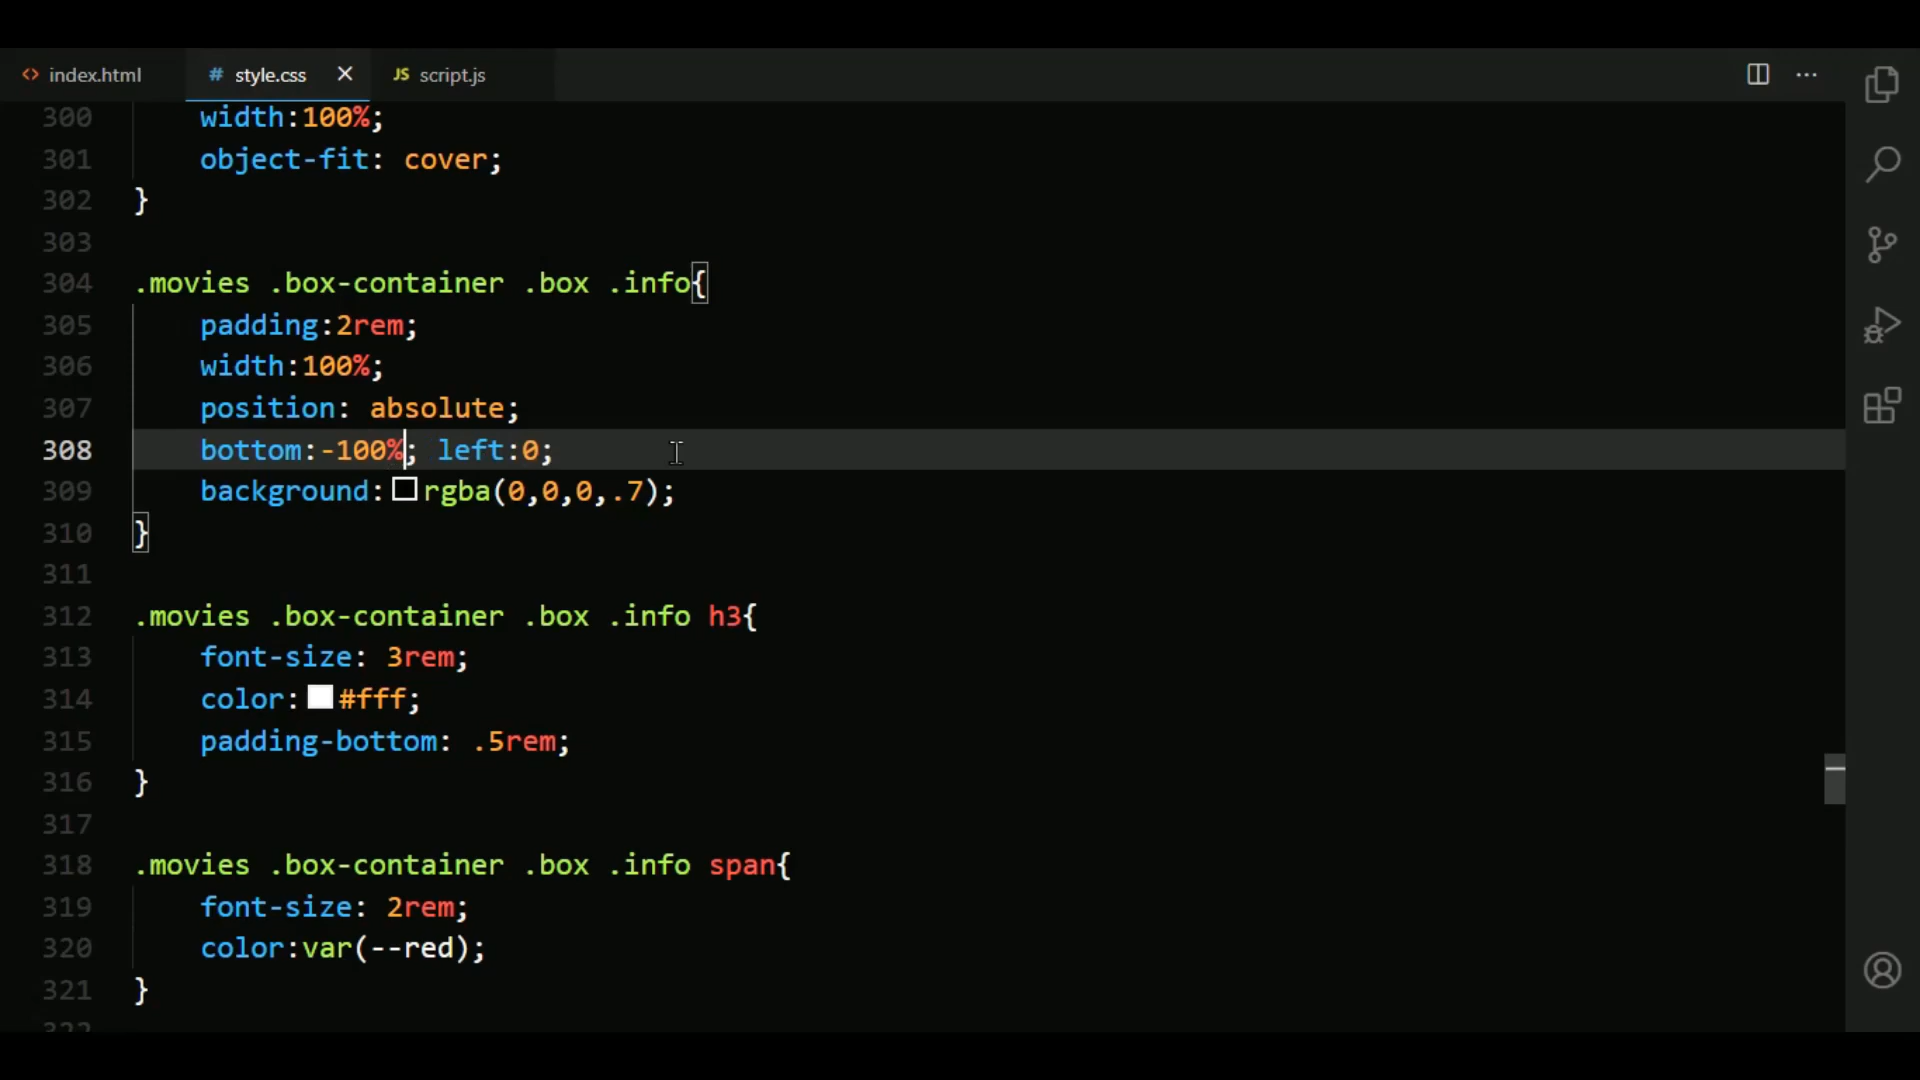 index.html
style.css
JS script.js
300 width:100%;
301 object-fit: cover;
302 }
303
304 .movies .box-container .box .info{
305 padding:2rem;
306 width:100%;
307 position: absolute;
308 bottom:-100%; left:0;
309 background:rgba(0,0,0,.7);
310 }
311
312 .movies .box-container .box .info h3{
313 font-size: 3rem;
314 color:#fff;
315 padding-bottom: .5rem;
316 }
317
318 .movies .box-container .box .info span{
319 font-size: 2rem;
320 color:var(--red);
321 }
322